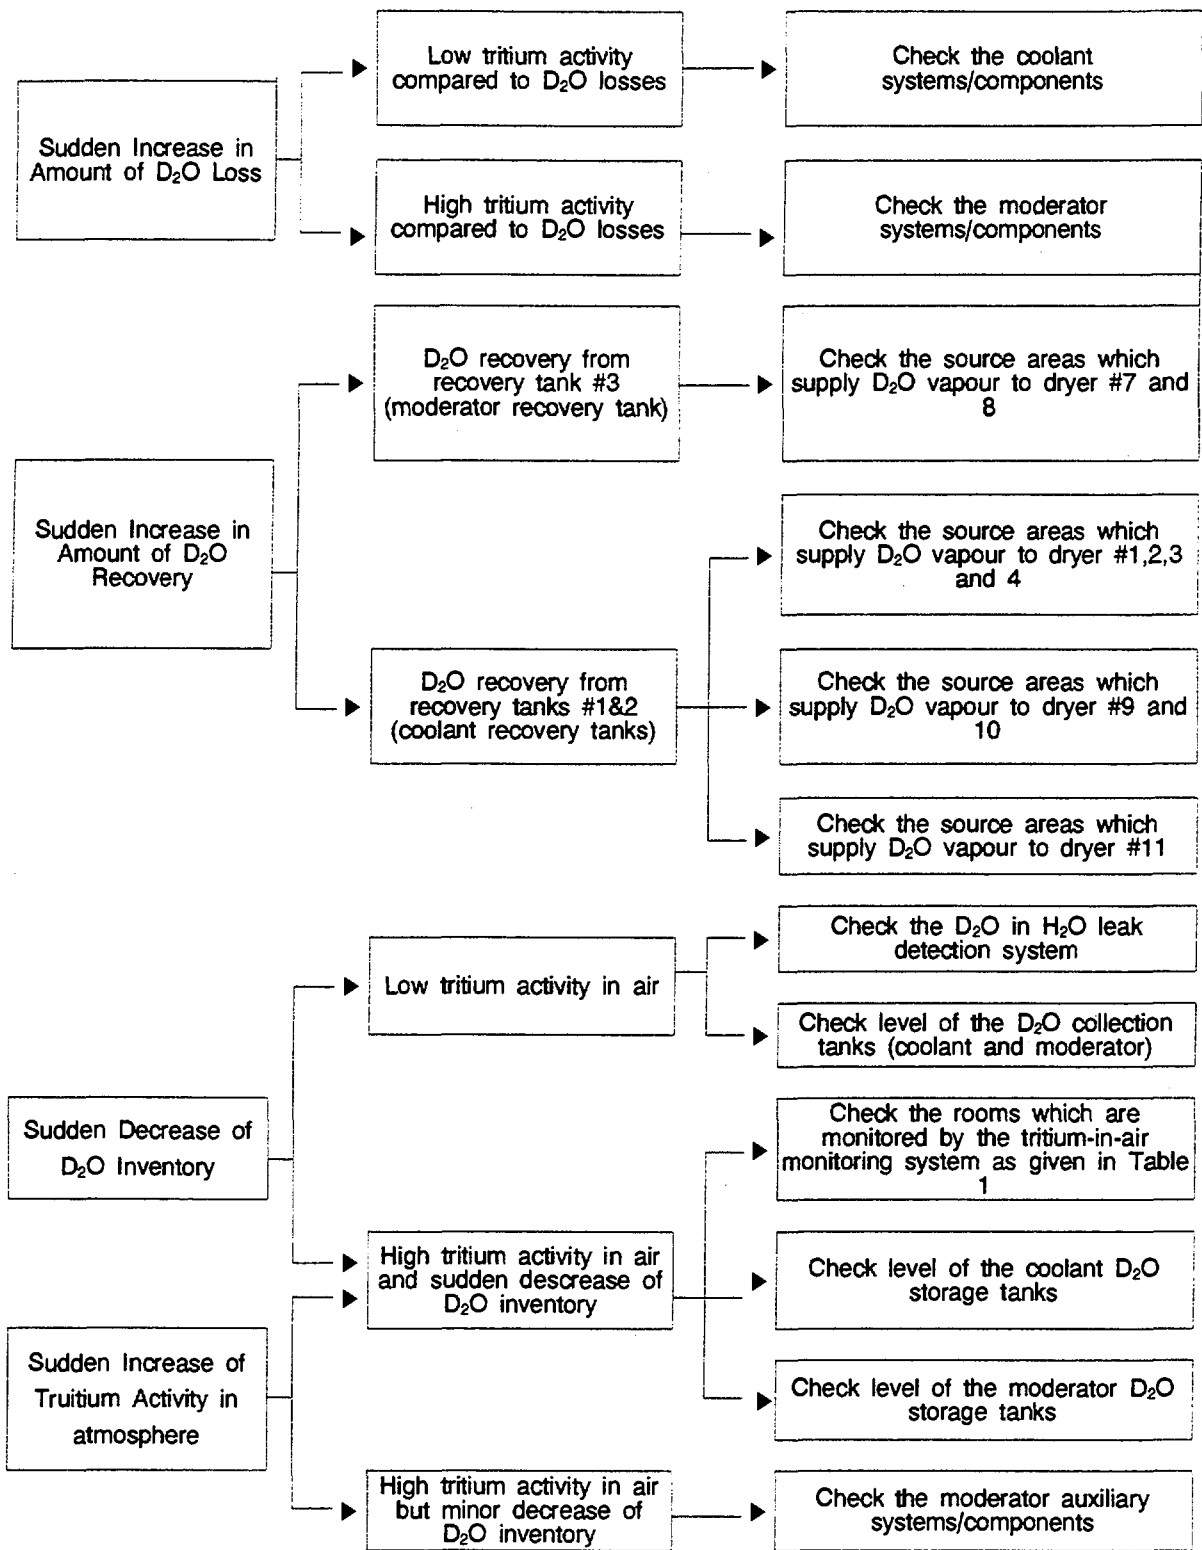 Low tritium activity
compared to D₂O losses
Check the coolant
systems/components
Sudden Increase in
Amount of D₂O Loss
High tritium activity
compared to D₂O losses
Check the moderator
systems/components
D₂O recovery from
recovery tank #3
(moderator recovery tank)
Check the source areas which
supply D₂O vapour to dryer #7 and
8
Sudden Increase in
Amount of D₂O
Recovery
Check the source areas which
supply D₂O vapour to dryer #1,2,3
and 4
D₂O recovery from
recovery tanks #1&2
(coolant recovery tanks)
Check the source areas which
supply D₂O vapour to dryer #9 and
10
Check the source areas which
supply D₂O vapour to dryer #11
Low tritium activity in air
Check the D₂O in H₂O leak
detection system
Check level of the D₂O collection
tanks (coolant and moderator)
Sudden Decrease of
D₂O Inventory
Check the rooms which are
monitored by the tritium-in-air
monitoring system as given in Table
1
High tritium activity in air
and sudden descrease of
D₂O inventory
Check level of the coolant D₂O
storage tanks
Sudden Increase of
Truitium Activity in
atmosphere
Check level of the moderator D₂O
storage tanks
High tritium activity in air
but minor decrease of
D₂O inventory
Check the moderator auxiliary
systems/components